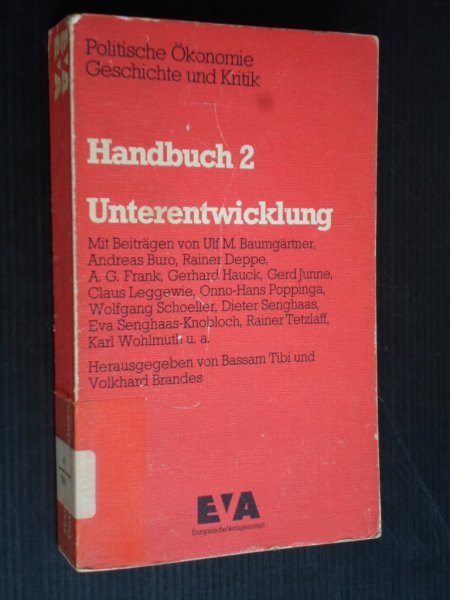 Politische Ökonomie
Geschichte und Kritik
Handbuch 2
Unterentwicklung
Mit Beiträgen von Ulf M. Baumgärtner,
Andreas Buro, Rainer Deppe,
A. G. Frank, Gerhard Hauck, Gerd Junne,
Claus Leggewie, Onno-Hans Poppinga,
Wolfgang Schoeller, Dieter Senghaas,
Eva Senghaas-Knobloch, Rainer Tetzlaff,
Karl Wohlmuth u. a.
Herausgegeben von Bassam Tibi und
Volkhard Brandes
EVA
Europäische Verlagsanstalt
EVA